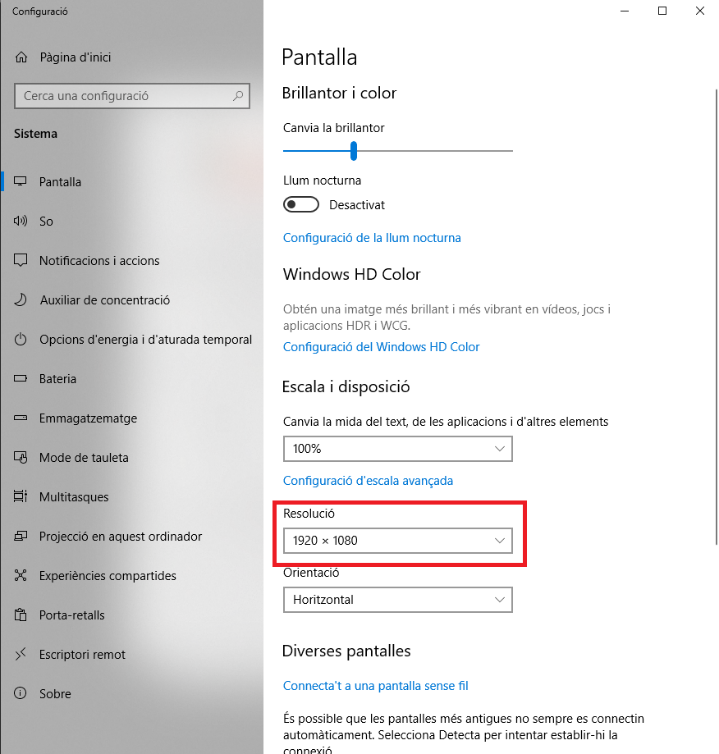 Configuració
Pàgina d'inici
Cerca una configuració
Sistema
Pantalla
So
Notificacions i accions
Auxiliar de concentració
Opcions d'energia i d'aturada temporal
Bateria
Emmagatzematge
Mode de tauleta
Multitasques
Projecció en aquest ordinador
Experiències compartides
Porta-retalls
Escriptori remot
Sobre
Pantalla
Brillantor i color
Canvia la brillantor
Llum nocturna
Desactivat
Configuració de la llum nocturna
Windows HD Color
Obtén una imatge més brillant i més vibrant en vídeos, jocs i
aplicacions HDR i WCG.
Configuració del Windows HD Color
Escala i disposició
Canvia la mida del text, de les aplicacions i d'altres elements
100%
Configuració d'escala avançada
Resolució
1920 × 1080
Orientació
Horitzontal
Diverses pantalles
Connecta't a una pantalla sense fil
És possible que les pantalles més antigues no sempre es connectin
automàticament. Selecciona Detecta per intentar establir-hi la
connexió.